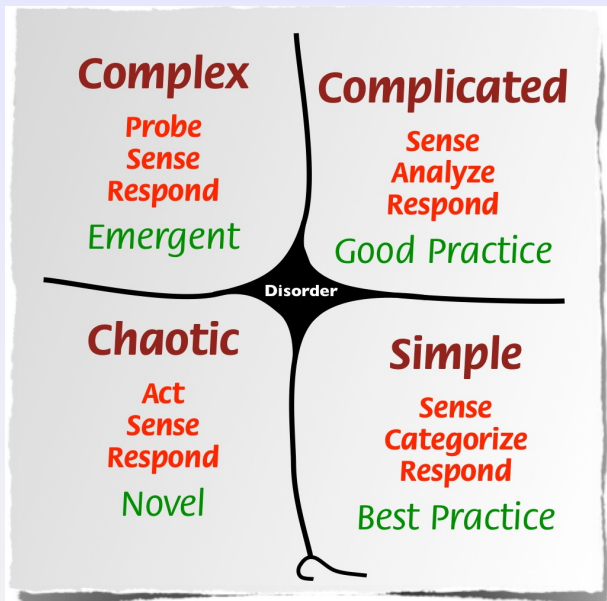 Complex
Probe
Sense
Respond
Emergent
Complicated
Sense
Analyze
Respond
Good Practice
Disorder
Chaotic
Act
Sense
Respond
Novel
Simple
Sense
Categorize
Respond
Best Practice